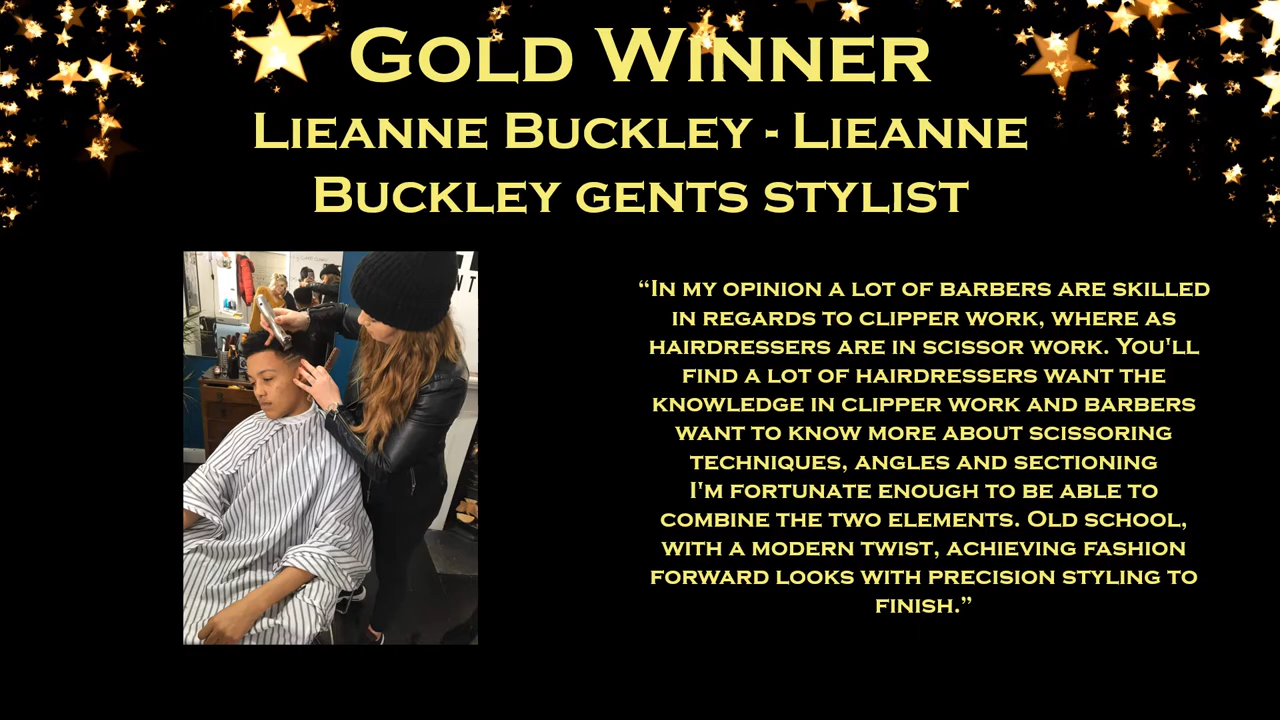 Gold Winner
Lieanne Buckley - Lieanne
Buckley gents stylist
“In my opinion a lot of barbers are skilled
in regards to clipper work, where as
hairdressers are in scissor work. You'll
find a lot of hairdressers want the
knowledge in clipper work and barbers
want to know more about scissoring
techniques, angles and sectioning
I'm fortunate enough to be able to
combine the two elements. Old school,
with a modern twist, achieving fashion
forward looks with precision styling to
finish.”